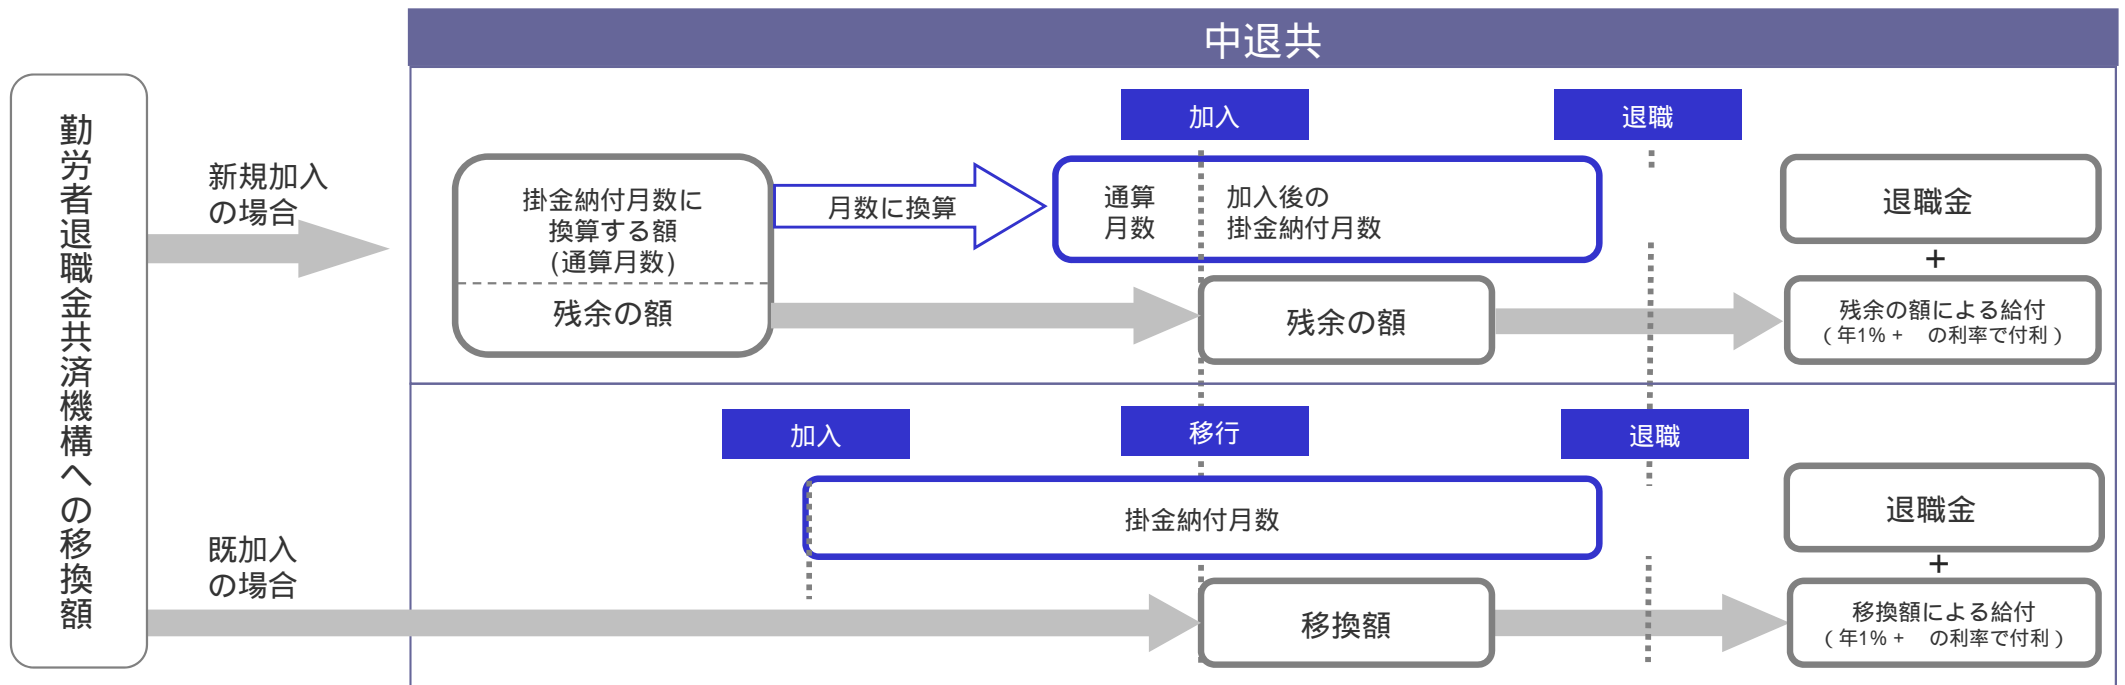 中退共
勤労者退職金共済機構への移換額
新規加入
の場合
加入
退職
掛金納付月数に
換算する額
(通算月数)
残余の額
月数に換算
通算
月数
加入後の
掛金納付月数
残余の額
退職金
+
残余の額による給付
（年1%+　の利率で付利）
既加入
の場合
加入
移行
退職
掛金納付月数
移換額
退職金
+
移換額による給付
（年1%+　の利率で付利）